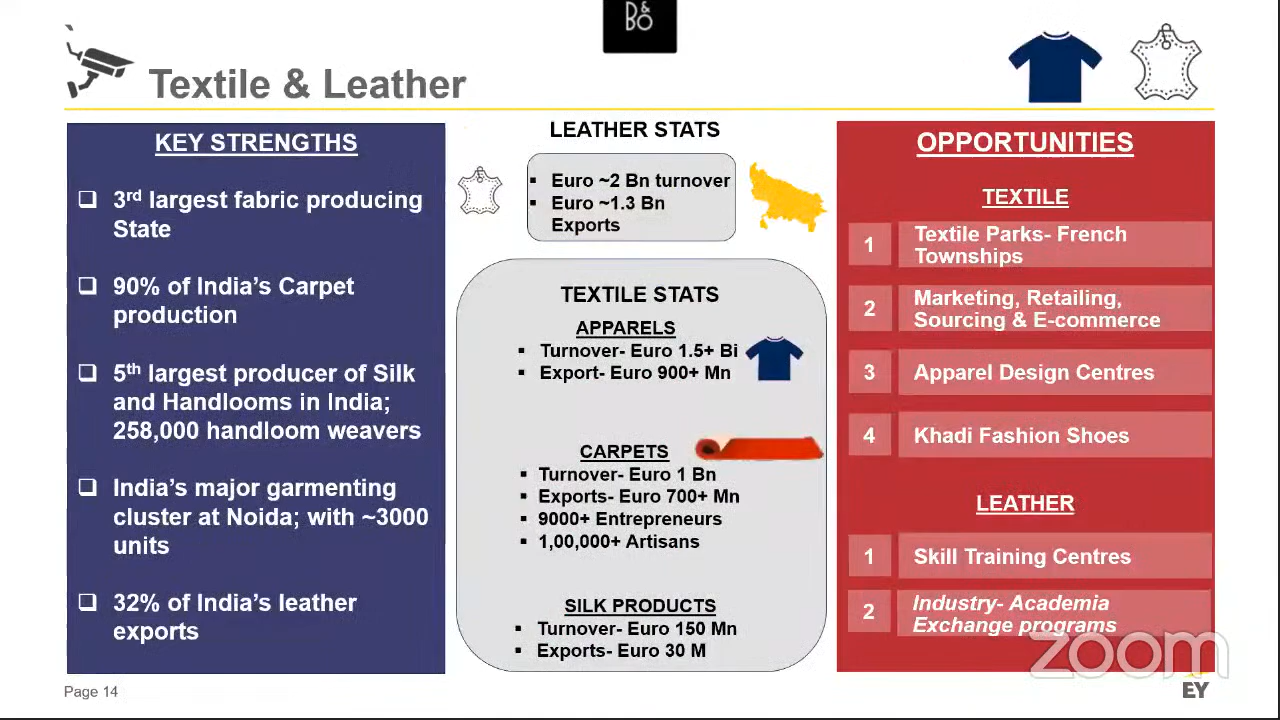 D&
BO
Textile & Leather
KEY STRENGTHS
❑ 3rd largest fabric producing
State
❑ 90% of India's Carpet
production
❑ 5th largest producer of Silk
and Handlooms in India;
258,000 handloom weavers
❑ India's major garmenting
cluster at Noida; with ~3000
units
❑ 32% of India's leather
exports
LEATHER STATS
▪ Euro ~2 Bn turnover
▪ Euro ~1.3 Bn
Exports
TEXTILE STATS
APPARELS
▪ Turnover- Euro 1.5+ Bi
▪ Export- Euro 900+ Mn
CARPETS
▪ Turnover- Euro 1 Bn
▪ Exports- Euro 700+ Mn
▪ 9000+ Entrepreneurs
▪ 1,00,000+ Artisans
SILK PRODUCTS
▪ Turnover- Euro 150 Mn
▪ Exports- Euro 30 M
OPPORTUNITIES
TEXTILE
1 Textile Parks- French
Townships
2 Marketing, Retailing,
Sourcing & E-commerce
3 Apparel Design Centres
4 Khadi Fashion Shoes
LEATHER
1 Skill Training Centres
2 Industry- Academia
Exchange programs
zoom
Page 14
EY